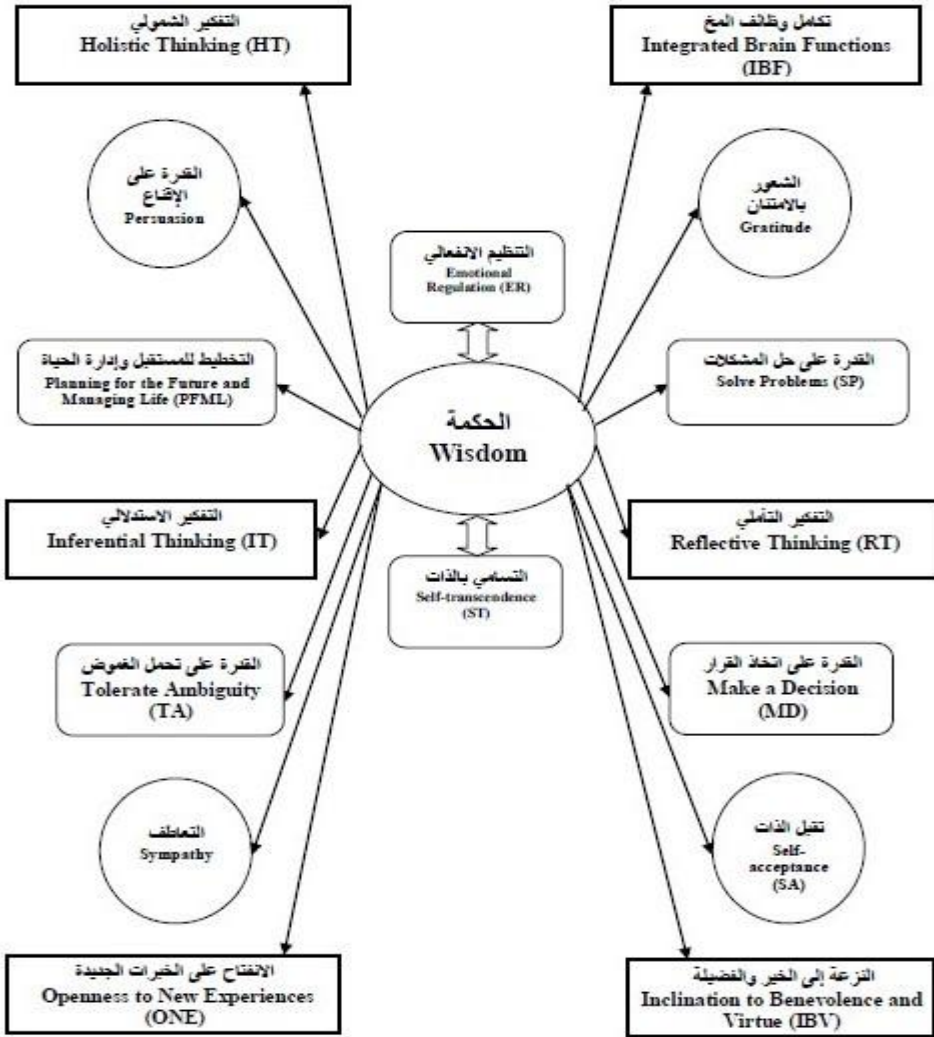 التفكير الشمولي
Holistic Thinking (HT)
تكامل وظائف المخ
Integrated Brain Functions
(IBF)
القدرة على
الإقناع
Persuasion
الشعور
بالامتنان
Gratitude
التنظيم الانفعالي
Emotional
Regulation (ER)
التخطيط للمستقبل وإدارة الحياة
Planning for the Future and
Managing Life (PFML)
القدرة على حل المشكلات
Solve Problems (SP)
الحكمة
Wisdom
التفكير الاستدلالي
Inferential Thinking (IT)
التفكير التأملي
Reflective Thinking (RT)
التسامي بالذات
Self-transcendence
(ST)
القدرة على تحمل الغموض
Tolerate Ambiguity
(TA)
القدرة على اتخاذ القرار
Make a Decision
(MD)
التعاطف
Sympathy
تقبل الذات
Self-
acceptance
(SA)
الانفتاح على الخبرات الجديدة
Openness to New Experiences
(ONE)
النزعة إلى الخير والفضيلة
Inclination to Benevolence and
Virtue (IBV)